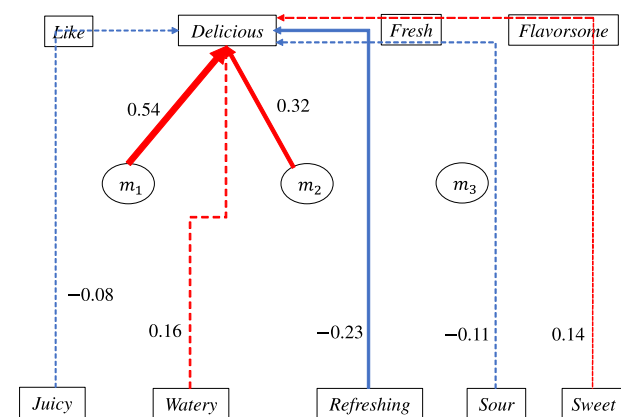 Like Delicious Fresh Flavorsome
0.54 0.32
m₁ m₂ m₃
−0.08
0.16 −0.23 −0.11 0.14
Juicy Watery Refreshing Sour Sweet